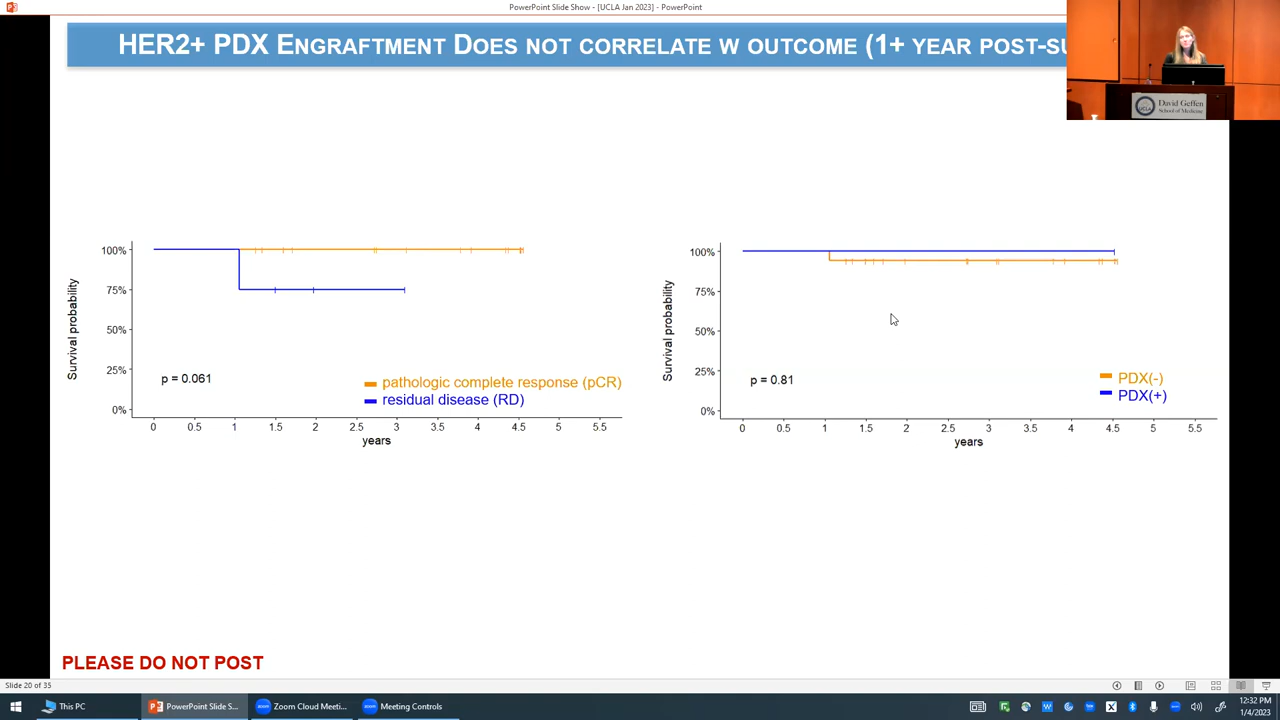 PowerPoint Slide Show - [UCLA Jan 2023] - PowerPoint
HER2+ PDX ENGRAFTMENT DOES NOT CORRELATE W OUTCOME (1+ YEAR POST-SU
UCLA David Geffen
School of Medicine
Survival probability
100%
75%
50%
25%
0%
p = 0.061
pathologic complete response (pCR)
residual disease (RD)
0 0.5 1 1.5 2 2.5 3 3.5 4 4.5 5 5.5
years
Survival probability
100%
75%
50%
25%
0%
p = 0.81
PDX(-)
PDX(+)
0 0.5 1 1.5 2 2.5 3 3.5 4 4.5 5 5.5
years
PLEASE DO NOT POST
Slide 20 of 35
This PC
PowerPoint Slide S...
Zoom Cloud Meeti...
Meeting Controls
12:32 PM
1/4/2023